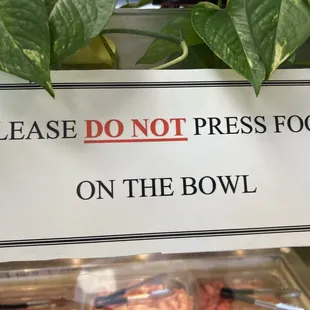 LEASE DO NOT PRESS FOO
ON THE BOWL